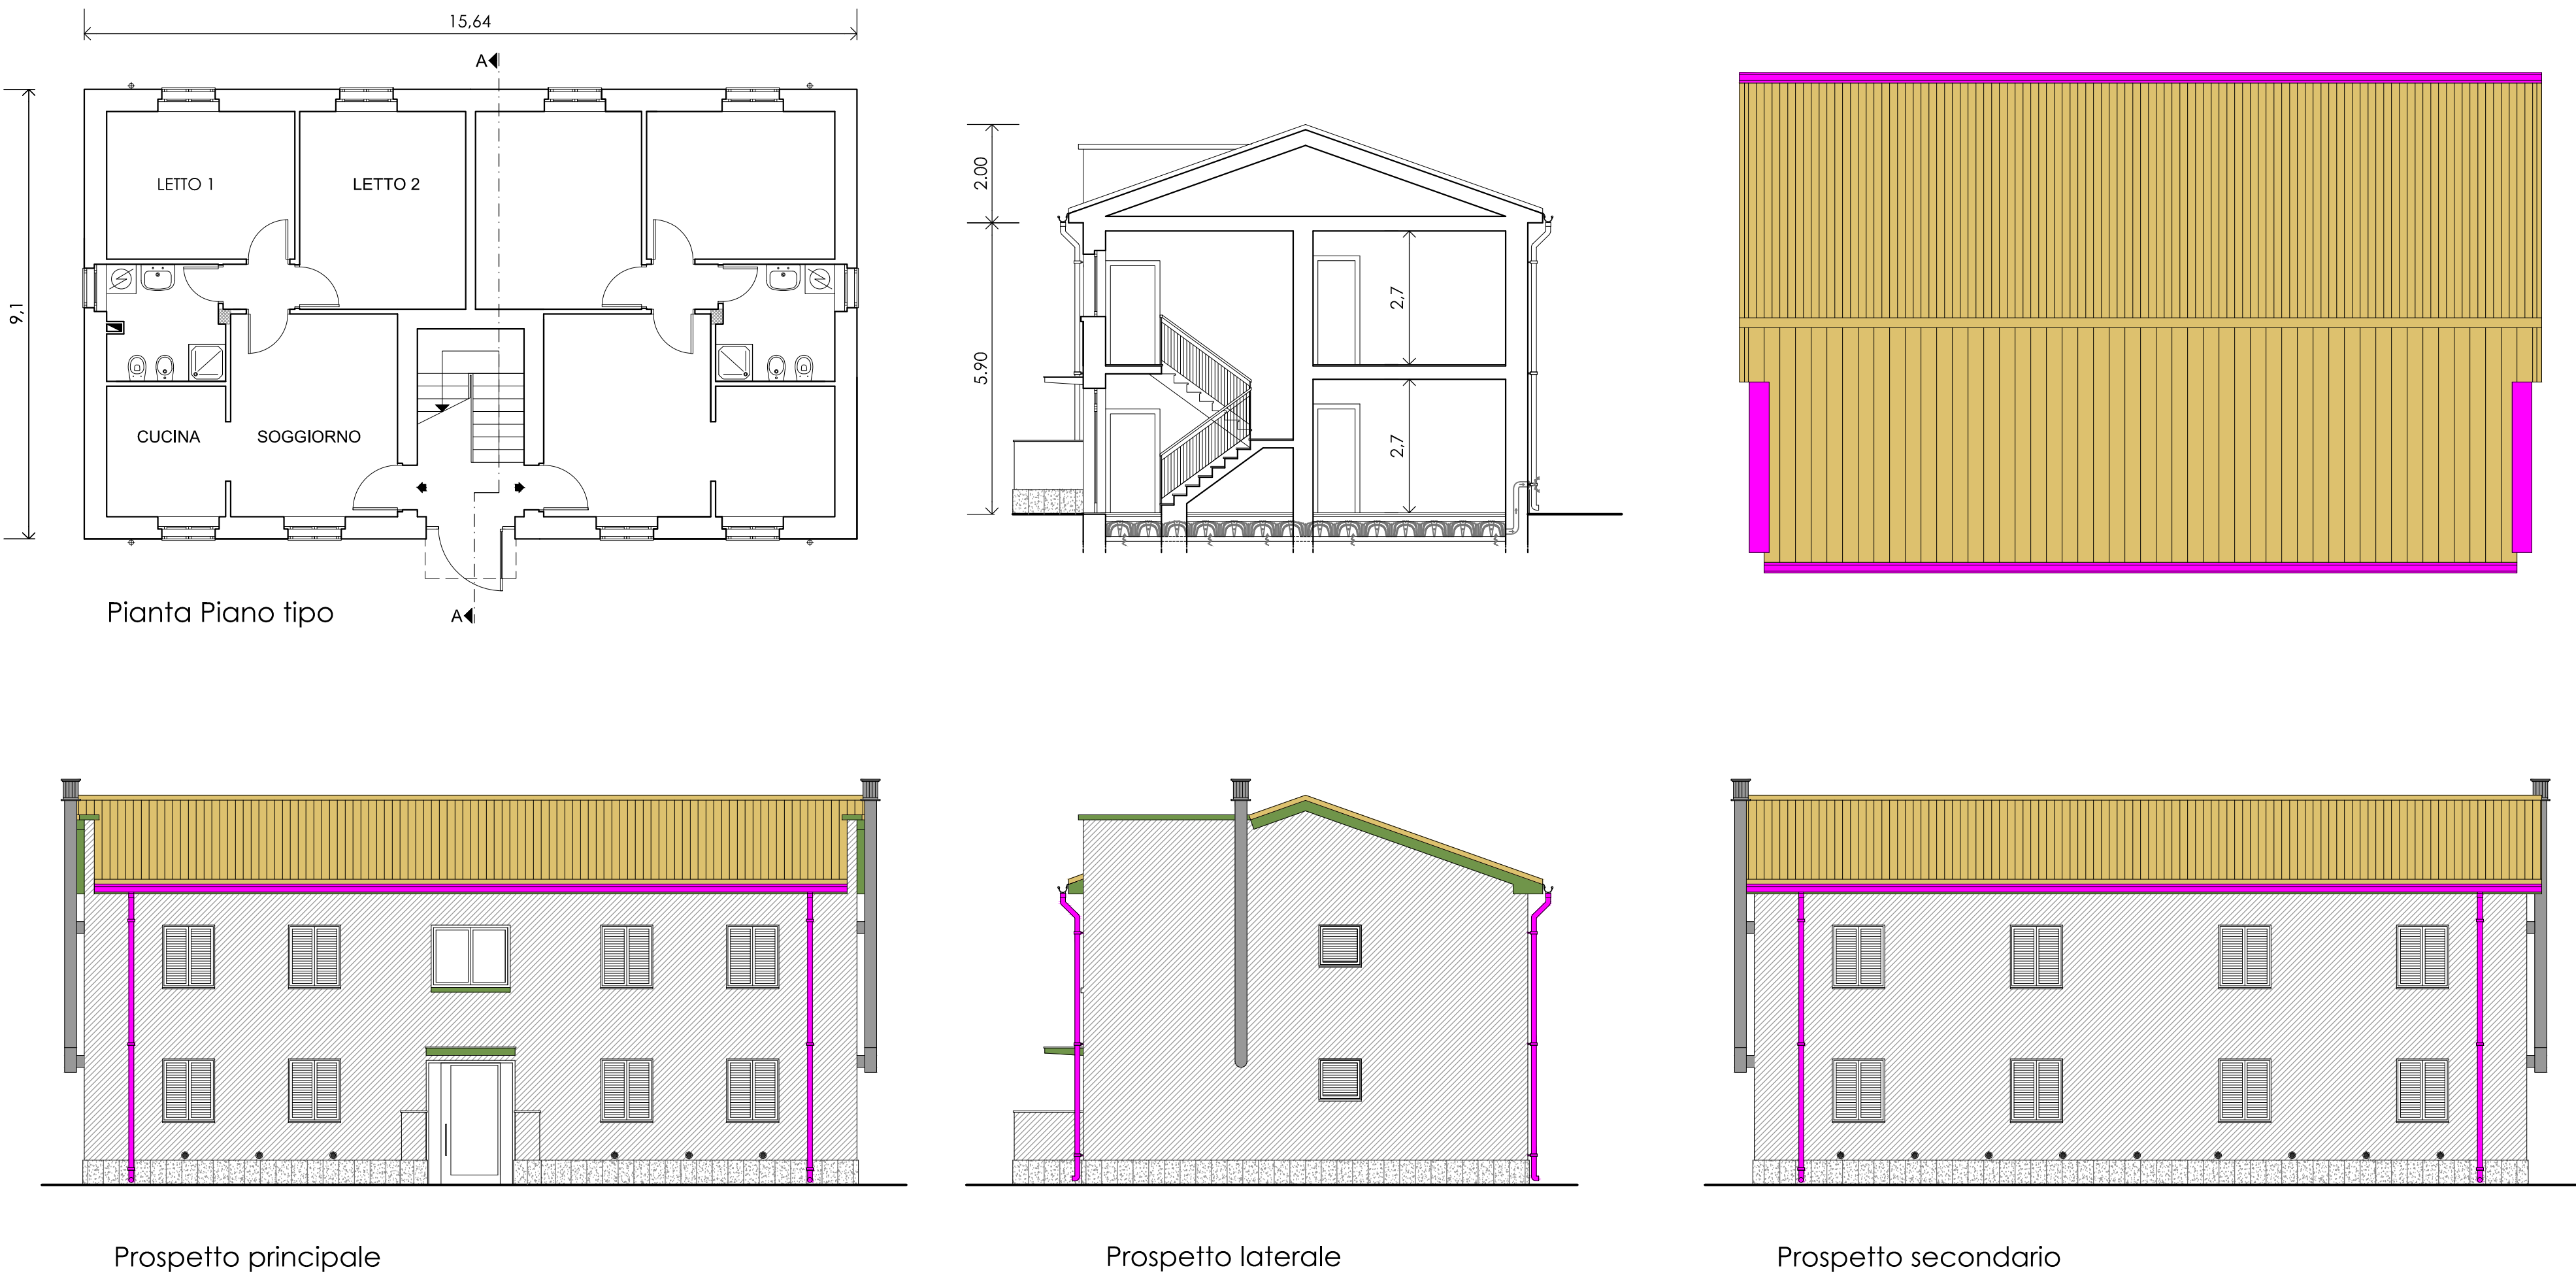 15,64
A
9,1
LETTO 1
LETTO 2
CUCINA
SOGGIORNO
A
Pianta Piano tipo
2.00
5.90
2,7
2,7
Prospetto principale
Prospetto laterale
Prospetto secondario